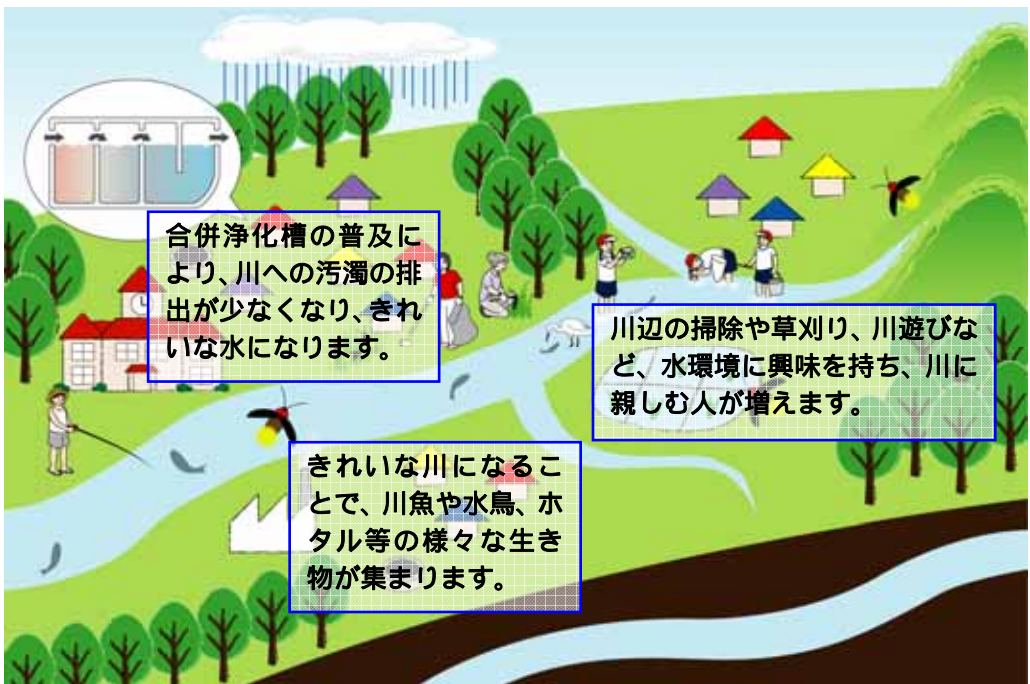 合併浄化槽の普及に
より、川への汚濁の排
出が少なくなり、きれ
いな水になります。
川辺の掃除や草刈り、川遊びな
ど、水環境に興味を持ち、川に
親しむ人が増えます。
きれいな川になるこ
とで、川魚や水鳥、ホ
タル等の様々な生き
物が集まります。